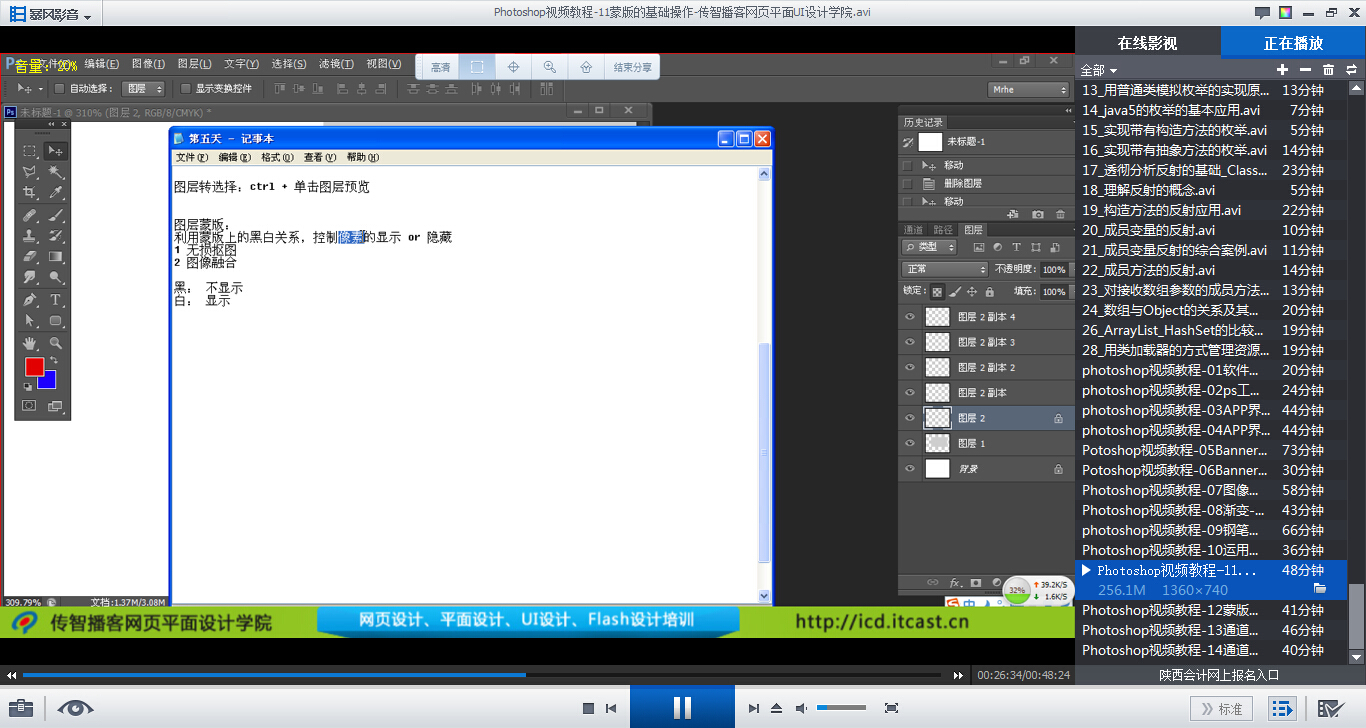 暴风影音
Photoshop视频教程-11蒙版的基础操作-传智播客网页平面UI设计学院.avi
在线影视
正在播放
音量: 20%
编辑(E) 图像(I) 图层(L) 文字(Y) 选择(S) 滤镜(T) 视图(V)
高清
结束分享
全部
自动选择:
图层
显示变换控件
Mrhe
未标题-1 @ 310% (图层 2, RGB/8/CMYK) *
第五天 - 记事本
文件(F) 编辑(E) 格式(O) 查看(V) 帮助(H)
图层转选择: ctrl + 单击图层预览
图层蒙版:
利用蒙版上的黑白关系, 控制像素的显示 or 隐藏
1 无损抠图
2 图像融合
黑: 不显示
白: 显示
历史记录
未标题-1
移动
删除图层
移动
通道 路径 图层
类型
正常
不透明度: 100%
锁定:
填充: 100%
图层 2 副本 4
图层 2 副本 3
图层 2 副本 2
图层 2 副本
图层 2
图层 1
背景
309.79%
文档:1.37M/3.08M
32%
39.2K/S
1.6K/S
中
传智播客网页平面设计学院
网页设计、平面设计、UI设计、Flash设计培训
http://icd.itcast.cn
13_用普通类模拟枚举的实现原... 13分钟
14_java5的枚举的基本应用.avi 7分钟
15_实现带有构造方法的枚举.avi 5分钟
16_实现带有抽象方法的枚举.avi 14分钟
17_透彻分析反射的基础_Class... 23分钟
18_理解反射的概念.avi 5分钟
19_构造方法的反射应用.avi 22分钟
20_成员变量的反射.avi 10分钟
21_成员变量反射的综合案例.avi 11分钟
22_成员方法的反射.avi 14分钟
23_对接收数组参数的成员方法... 13分钟
24_数组与Object的关系及其... 20分钟
26_ArrayList_HashSet的比较... 19分钟
28_用类加载器的方式管理资源... 19分钟
photoshop视频教程-01软件... 20分钟
photoshop视频教程-02ps工... 24分钟
photoshop视频教程-03APP界... 44分钟
photoshop视频教程-04APP界... 44分钟
Potoshop视频教程-05Banner... 73分钟
Potoshop视频教程-06Banner... 30分钟
Photoshop视频教程-07图像... 58分钟
Photoshop视频教程-08渐变-... 43分钟
photoshop视频教程-09钢笔... 66分钟
Photoshop视频教程-10运用... 36分钟
Photoshop视频教程-11... 48分钟
256.1M 1360×740
Photoshop视频教程-12蒙版... 41分钟
Photoshop视频教程-13通道... 46分钟
Photoshop视频教程-14通道... 40分钟
00:26:34/00:48:24
陕西会计网上报名入口
标准